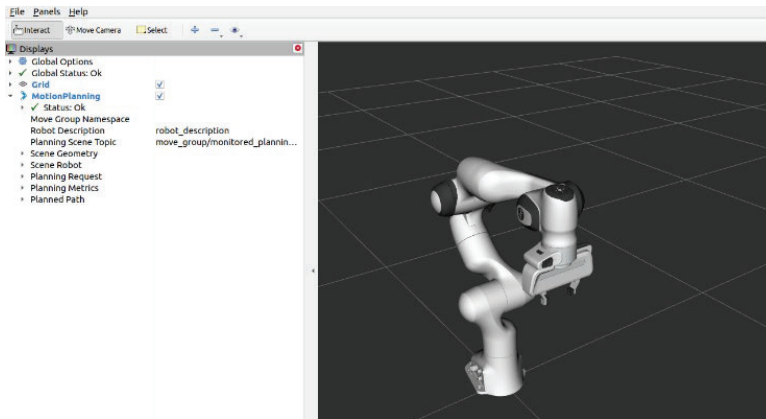 File Panels Help
Interact Move Camera Select
Displays
Global Options
Global Status: Ok
Grid
MotionPlanning
Status: Ok
Move Group Namespace
Robot Description robot_description
Planning Scene Topic move_group/monitored_plannin...
Scene Geometry
Scene Robot
Planning Request
Planning Metrics
Planned Path